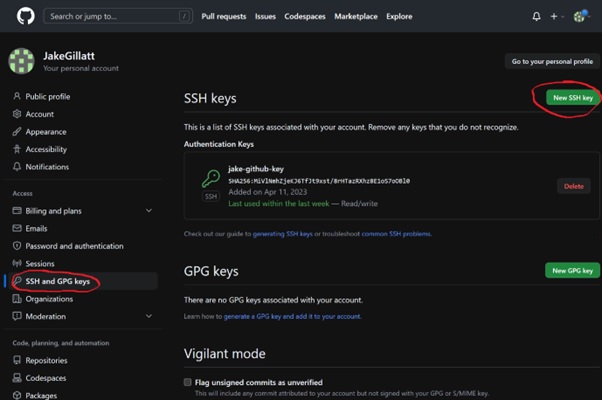 Search or jump to...
/
Pull requests
Issues
Codespaces
Marketplace
Explore
JakeGillatt
Your personal account
Go to your personal profile
Public profile
Account
Appearance
Accessibility
Notifications
Access
Billing and plans
Emails
Password and authentication
Sessions
SSH and GPG keys
Organizations
Moderation
Code, planning, and automation
Repositories
Codespaces
Packages
SSH keys
New SSH key
This is a list of SSH keys associated with your account. Remove any keys that you do not recognize.
Authentication Keys
jake-github-key
SSH
Added on Apr 11, 2023
Last used within the last week — Read/write
Delete
Check out our guide to generating SSH keys or troubleshoot common SSH problems.
GPG keys
New GPG key
There are no GPG keys associated with your account.
Learn how to generate a GPG key and add it to your account.
Vigilant mode
Flag unsigned commits as unverified
This will include any commit attributed to your account but not signed with your GPG or S/MIME key.